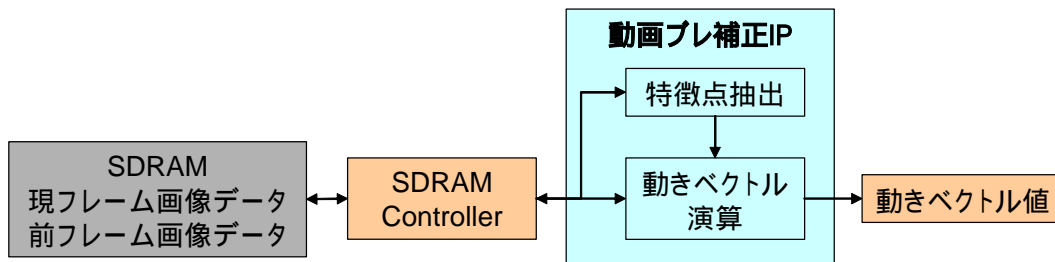 動画ブレ補正IP
特徴点抽出
SDRAM
現フレーム画像データ
前フレーム画像データ
SDRAM
Controller
動きベクトル
演算
動きベクトル値